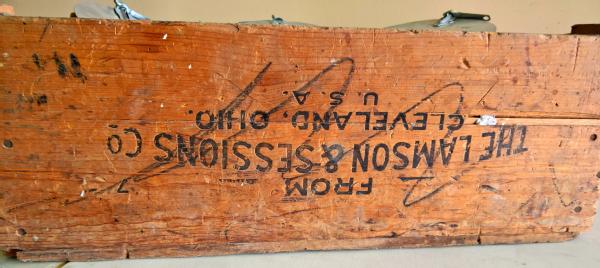 FROM
THE LAMSON & SESSIONS CO
CLEVELAND, OHIO.
U. S. A.